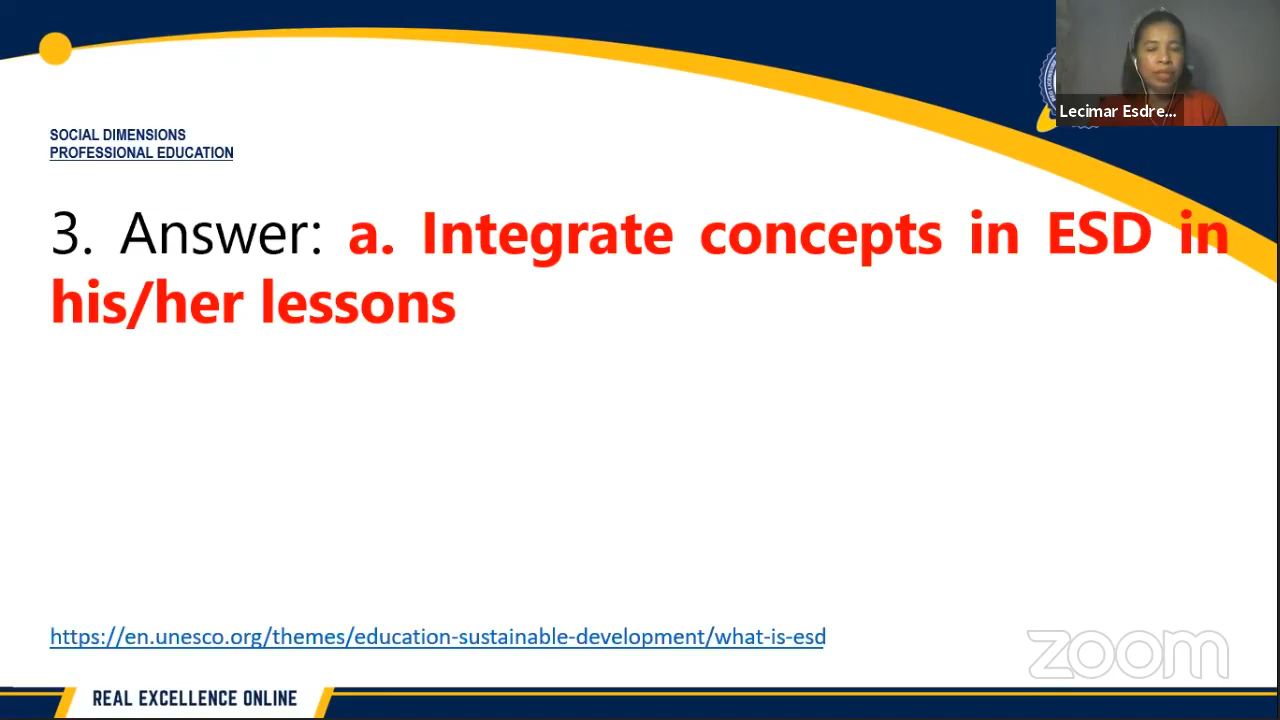 Lecimar Esdre...
SOCIAL DIMENSIONS
PROFESSIONAL EDUCATION
3. Answer: a. Integrate concepts in ESD in
his/her lessons
https://en.unesco.org/themes/education-sustainable-development/what-is-esd
zoom
REAL EXCELLENCE ONLINE